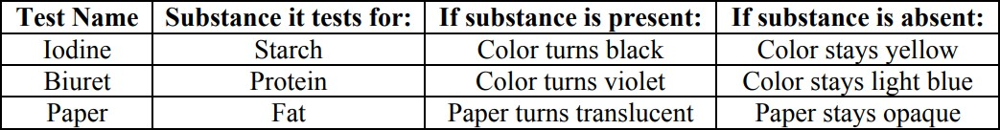 Test Name Substance it tests for: If substance is present: If substance is absent:
Iodine Starch Color turns black Color stays yellow
Biuret Protein Color turns violet Color stays light blue
Paper Fat Paper turns translucent Paper stays opaque